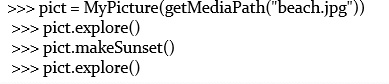 >>> pict = MyPicture(getMediaPath("beach.jpg"))
>>> pict.explore()
>>> pict.makeSunset()
>>> pict.explore()